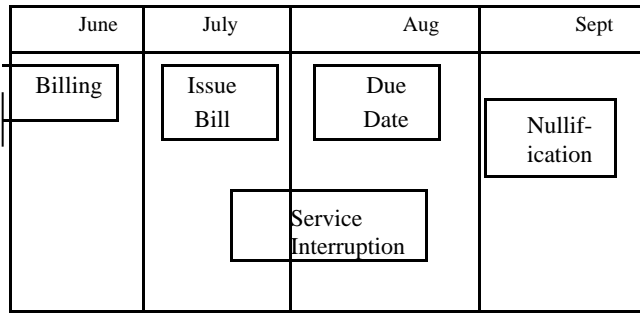 June July Aug Sept
Billing
Issue
Bill
Due
Date
Nullif-
ication
Service
Interruption